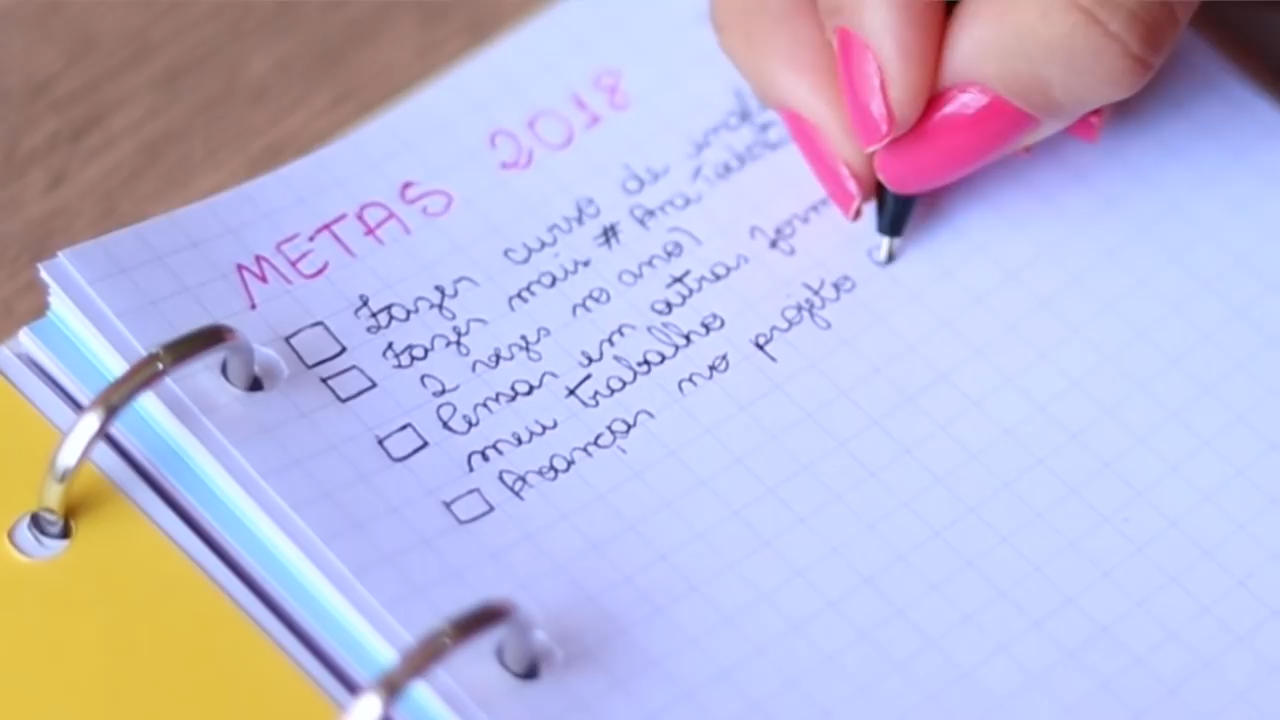 METAS 2018
Fazer curso de
Fazer mais # Pra
2 vezes no ano)
Pensar em outras
meu trabalho
Avançar no projeto